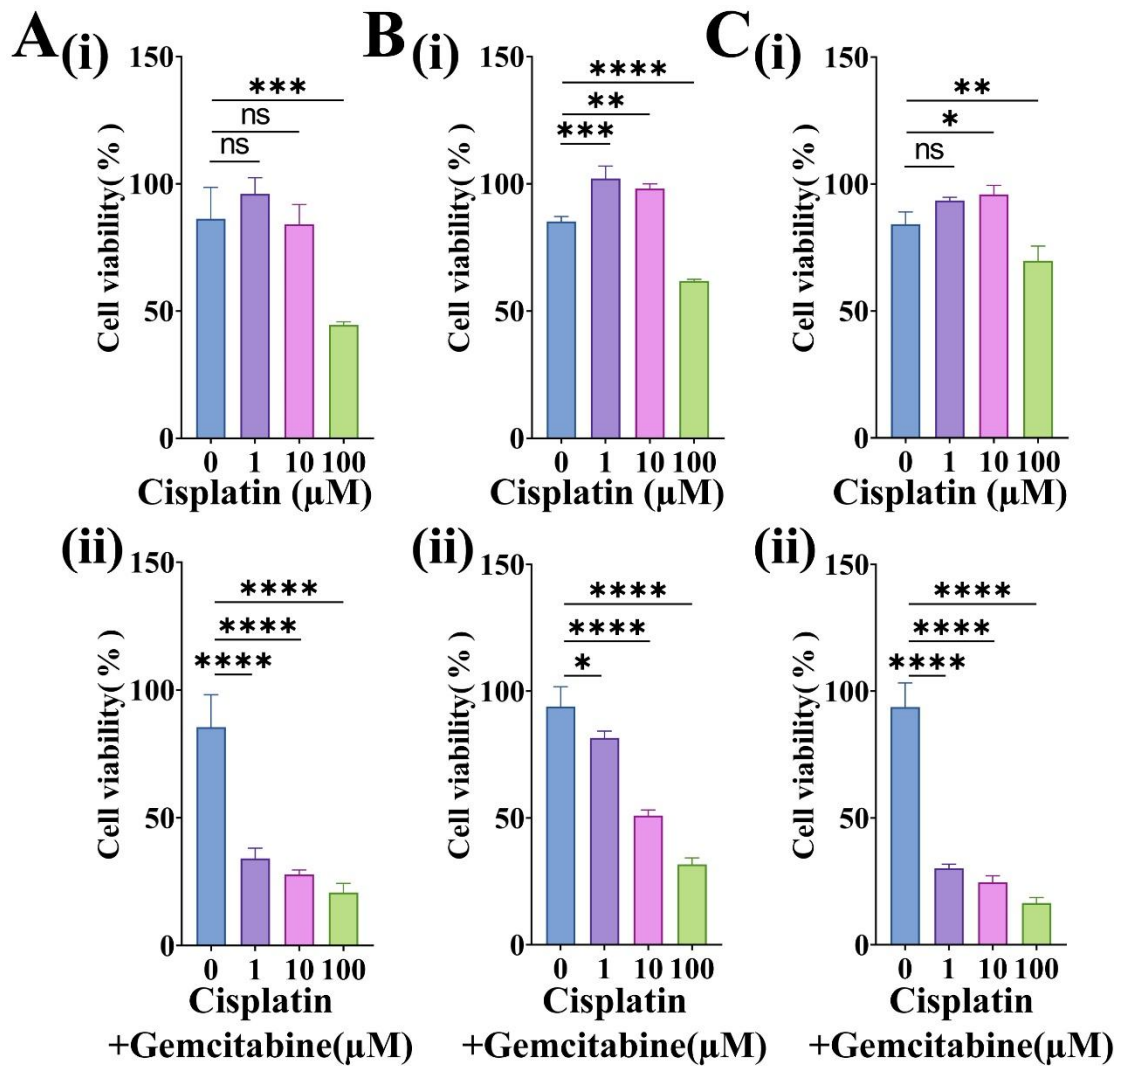 A (i) B (i) C (i)
150
100
50
0
Cell viability( % )
***
ns
ns
0 1 10 100
Cisplatin (μM)
150
100
50
0
Cell viability( % )
****
**
***
0 1 10 100
Cisplatin (μM)
150
100
50
0
Cell viability( % )
**
*
ns
0 1 10 100
Cisplatin (μM)
(ii)
150
100
50
0
Cell viability( % )
****
****
****
0 1 10 100
Cisplatin
+Gemcitabine(μM)
(ii)
150
100
50
0
Cell viability( % )
****
****
*
0 1 10 100
Cisplatin
+Gemcitabine(μM)
(ii)
150
100
50
0
Cell viability( % )
****
****
****
0 1 10 100
Cisplatin
+Gemcitabine(μM)